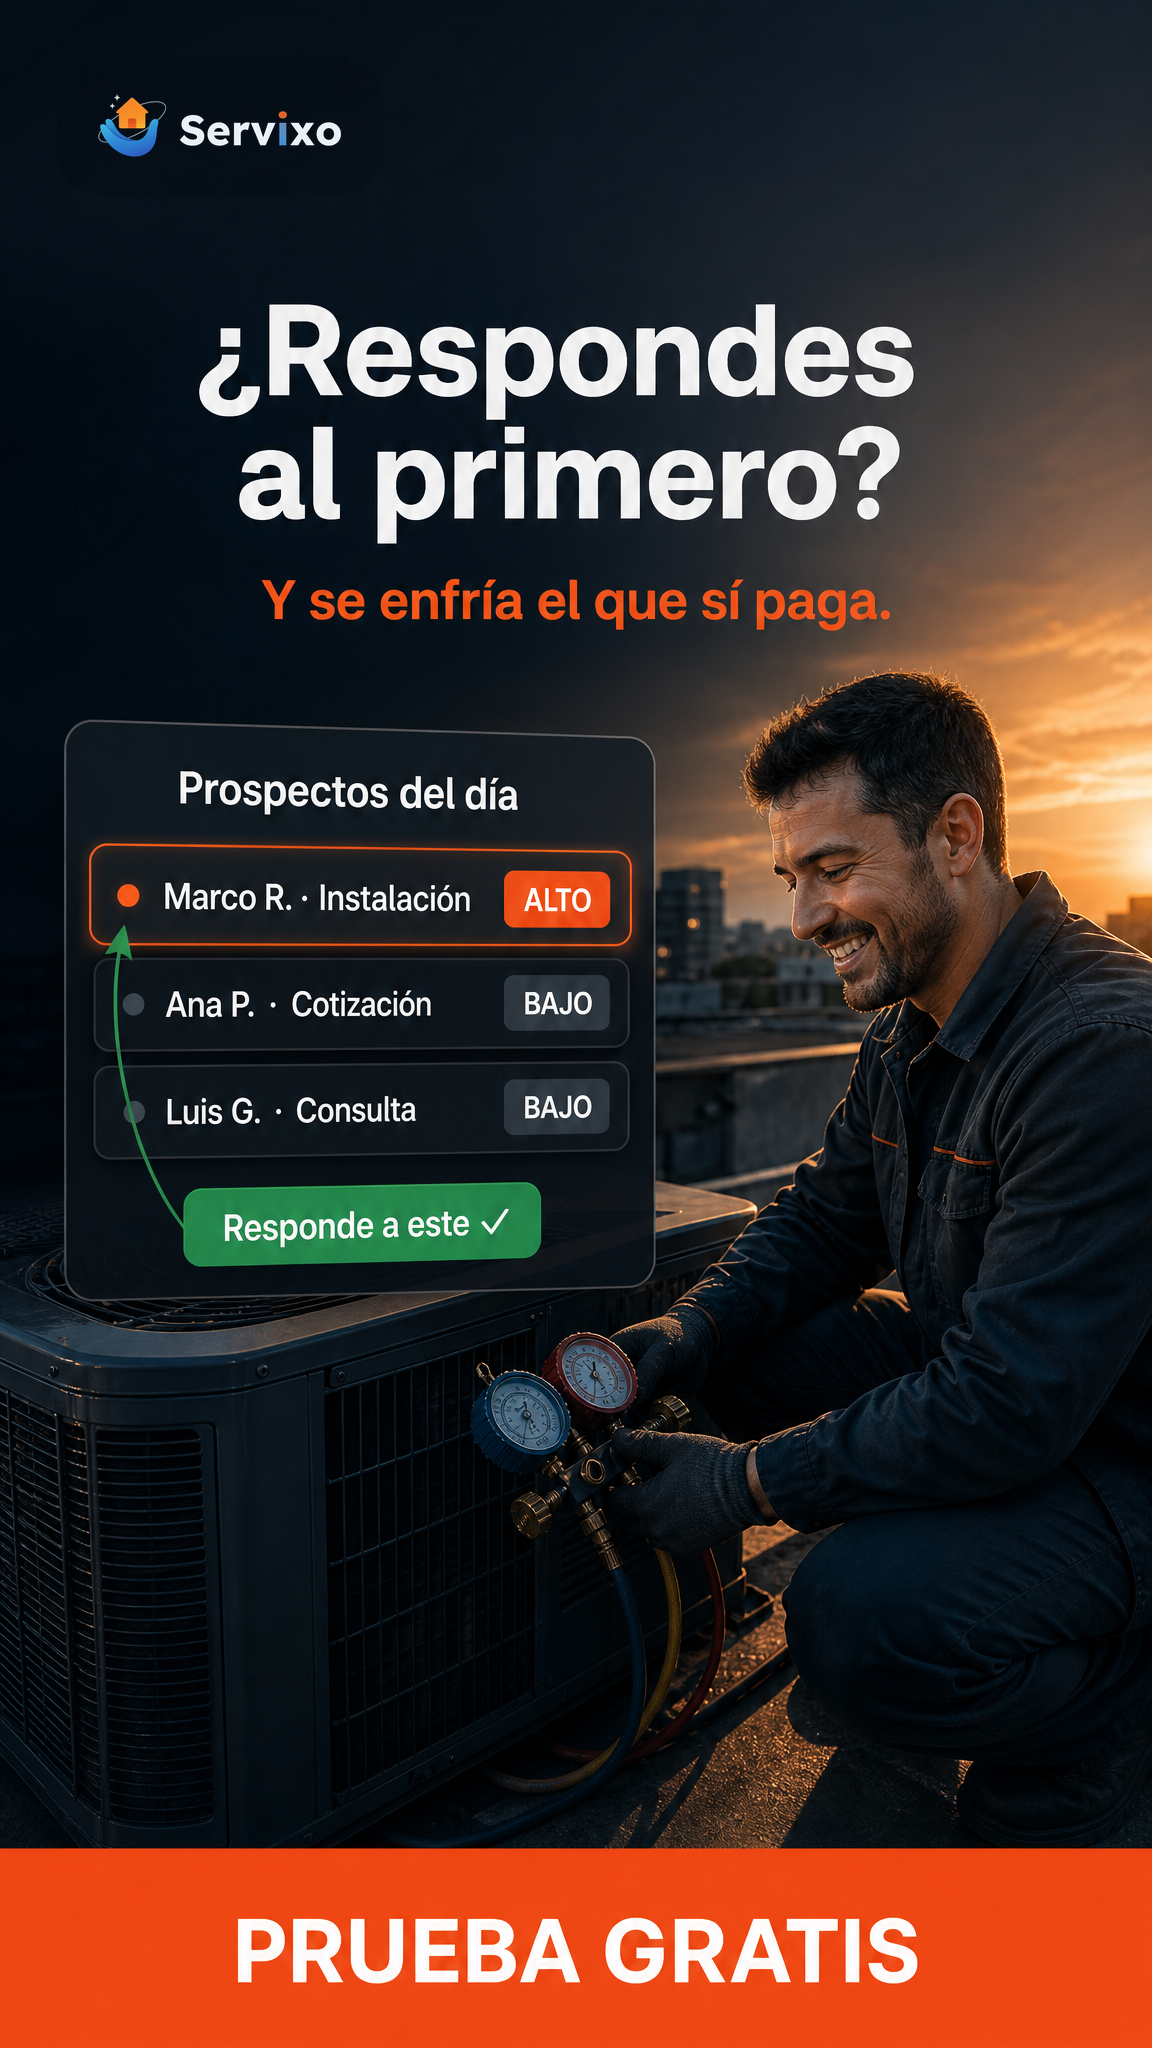 Servixo
¿Respondes
al primero?
Y se enfría el que sí paga.
Prospectos del día
Marco R. · Instalación ALTO
Ana P. · Cotización BAJO
Luis G. · Consulta BAJO
Responde a este ✓
PRUEBA GRATIS